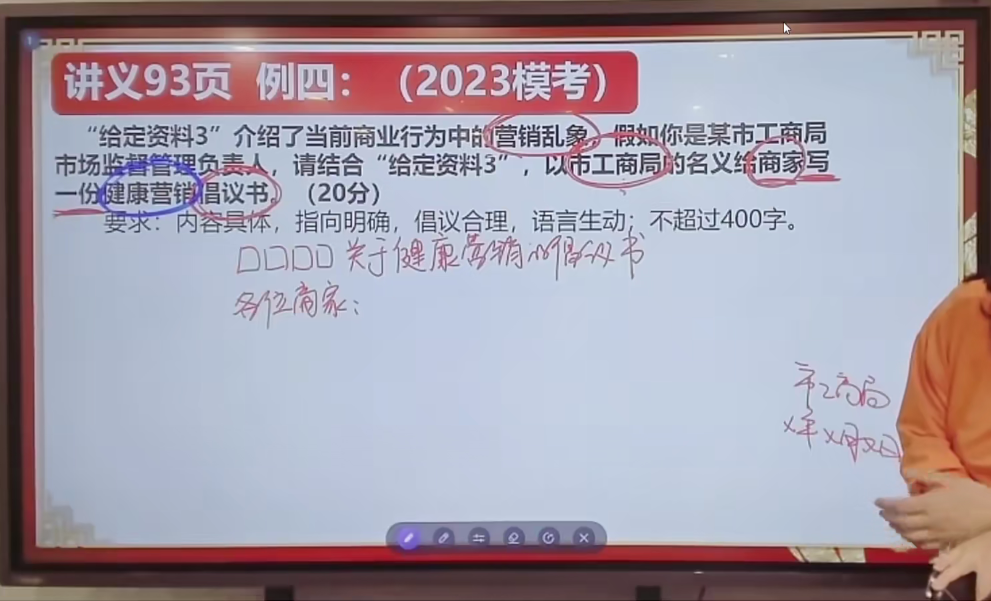 讲义93页 例四：（2023模考）
“给定资料3”介绍了当前商业行为中的营销乱象，假如你是某市工商局
市场监督管理负责人，请结合“给定资料3”，以市工商局的名义给商家写
一份健康营销倡议书。（20分）
要求：内容具体，指向明确，倡议合理，语言生动；不超过400字。
关于健康营销的倡议书
各位商家：
市工商局
x年x月x日